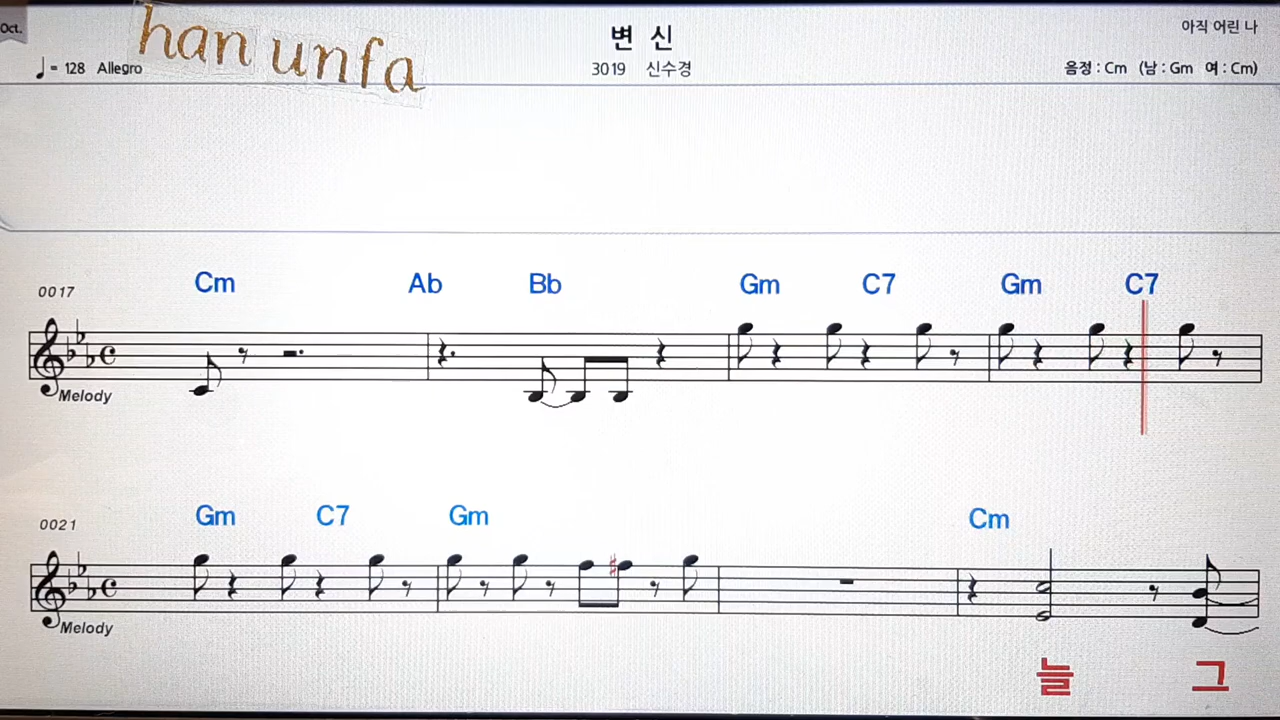 Oct.
han unfa
변 신
아직 어린 나
♩= 128 Allegro
3019 신수경
음정 : Cm (남 : Gm 여 : Cm)
Cm Ab Bb Gm C7 Gm C7
0017
Melody
Gm C7 Gm Cm
0021
Melody
늘 그